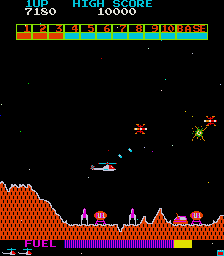 1UP HIGH SCORE
7180 10000
1 2 3 4 5 6 7 8 9 10 BASE
FUEL